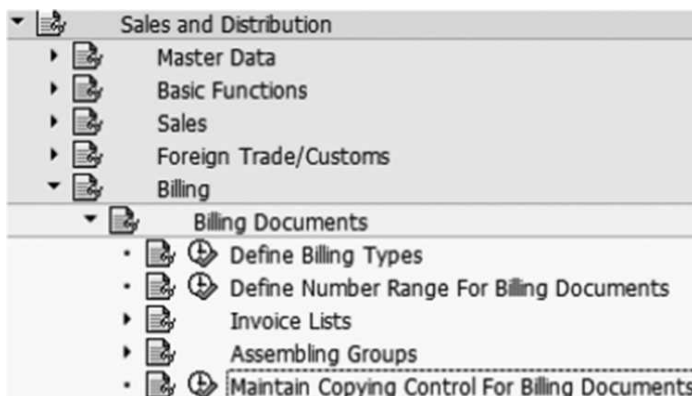 Sales and Distribution
Master Data
Basic Functions
Sales
Foreign Trade/Customs
Billing
Billing Documents
Define Billing Types
Define Number Range For Billing Documents
Invoice Lists
Assembling Groups
Maintain Copying Control For Billing Documents